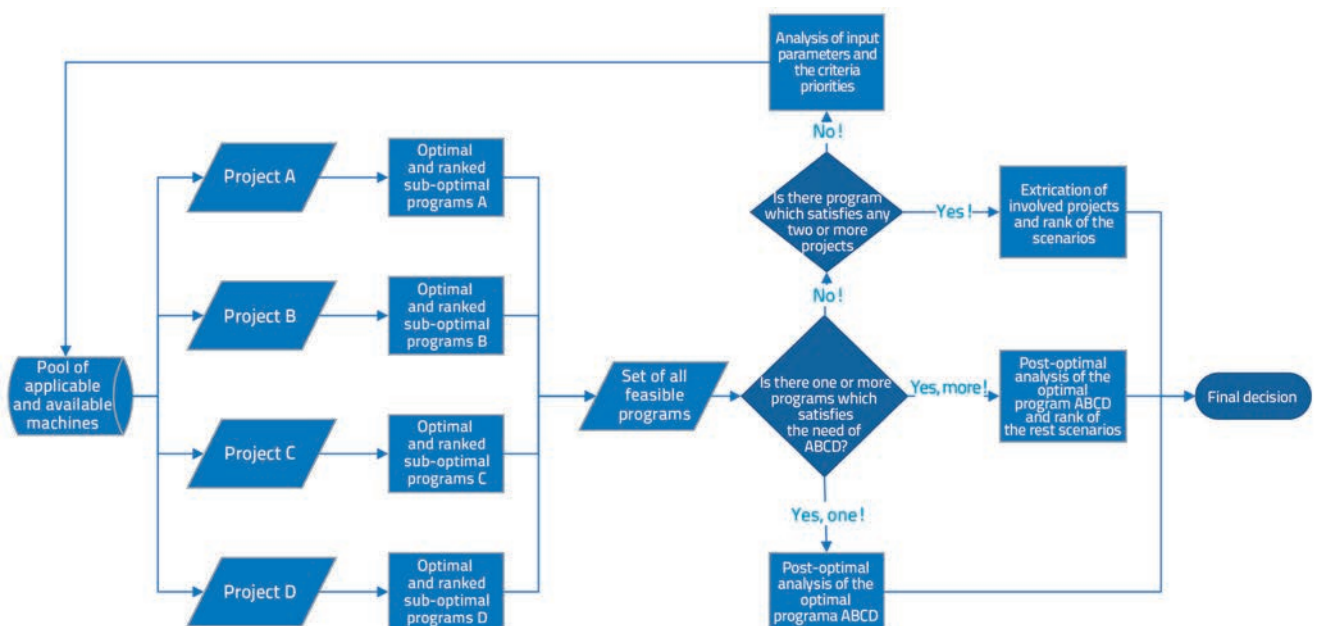 Analysis of input
parameters and
the criteria
priorities
No!
Project A
Optimal
and ranked
sub-optimal
programs A
Is there program
which satisfies any
two or more
projects
Yes!
Extrication of
involved projects
and rank of the
scenarios
Project B
Optimal
and ranked
sub-optimal
programs B
No!
Pool of
applicable
and available
machines
Set of all
feasible
programs
Is there one or more
programs which
satisfies
the need of
ABCD?
Yes, more!
Post-optimal
analysis of the
optimal
program ABCD
and rank of
the rest scenarios
Final decision
Project C
Optimal
and ranked
sub-optimal
programs C
Yes, one!
Project D
Optimal
and ranked
sub-optimal
programs D
Post-optimal
analysis of the
optimal
programa ABCD